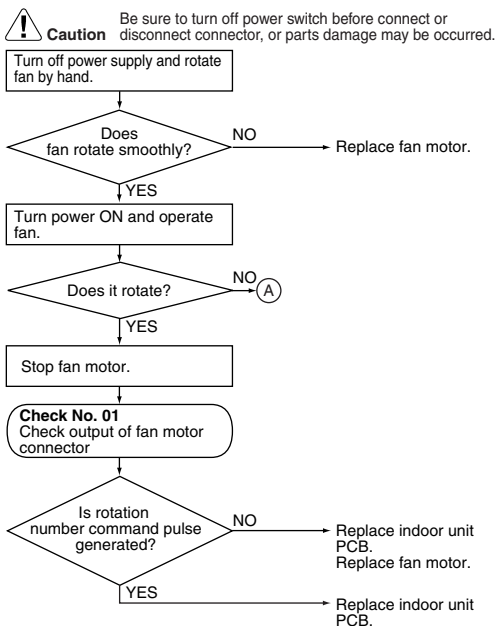 Be sure to turn off power switch before connect or
Caution disconnect connector, or parts damage may be occurred.
Turn off power supply and rotate
fan by hand.
Does
fan rotate smoothly?
NO
Replace fan motor.
YES
Turn power ON and operate
fan.
Does it rotate?
NO
A
YES
Stop fan motor.
Check No. 01
Check output of fan motor
connector
Is rotation
number command pulse
generated?
NO
Replace indoor unit
PCB.
Replace fan motor.
YES
Replace indoor unit
PCB.